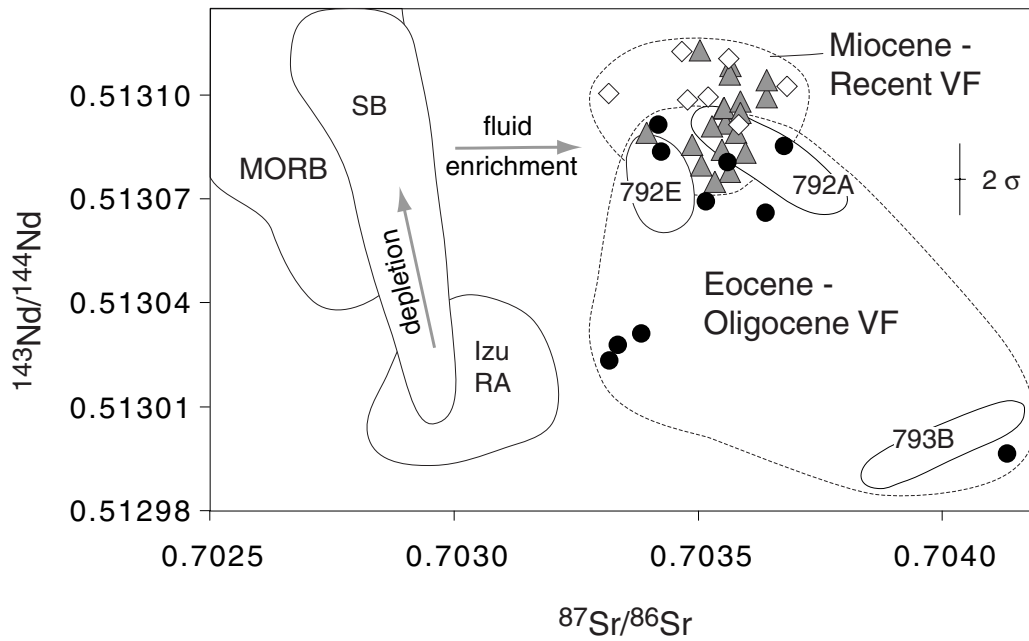 Miocene -
Recent VF
SB
MORB
fluid
enrichment
792E
792A
2 σ
depletion
Eocene -
Oligocene VF
Izu
RA
793B
0.51310
0.51307
0.51304
0.51301
0.51298
143Nd/144Nd
0.7025
0.7030
0.7035
0.7040
87Sr/86Sr